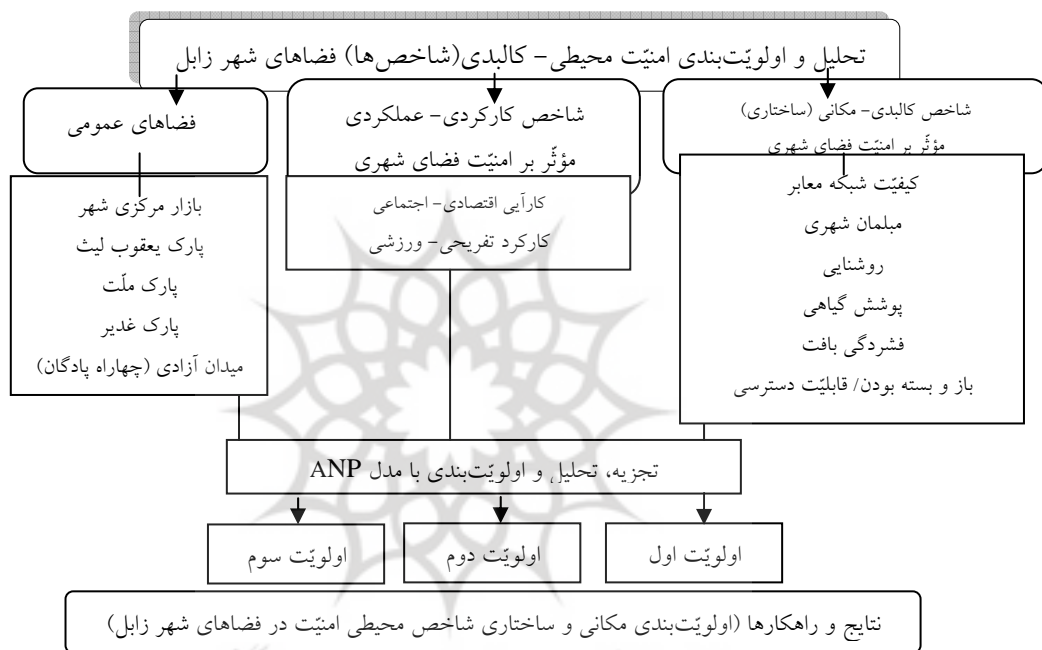 تحلیل و اولویّت‌بندی امنیّت محیطی- کالبدی(شاخص‌ها) فضاهای شهر زابل
شاخص کالبدی- مکانی (ساختاری)
مؤثّر بر امنیّت فضای شهری
کیفیّت شبکه معابر
مبلمان شهری
روشنایی
پوشش گیاهی
فشردگی بافت
باز و بسته بودن/ قابلیّت دسترسی
شاخص کارکردی- عملکردی
مؤثّر بر امنیّت فضای شهری
کارآیی اقتصادی- اجتماعی
کارکرد تفریحی- ورزشی
فضاهای عمومی
بازار مرکزی شهر
پارک یعقوب لیث
پارک ملّت
پارک غدیر
میدان آزادی (چهاراه پادگان)
تجزیه، تحلیل و اولویّت‌بندی با مدل ANP
اولویّت اول
اولویّت دوم
اولویّت سوم
نتایج و راهکارها (اولویّت‌بندی مکانی و ساختاری شاخص محیطی امنیّت در فضاهای شهر زابل)